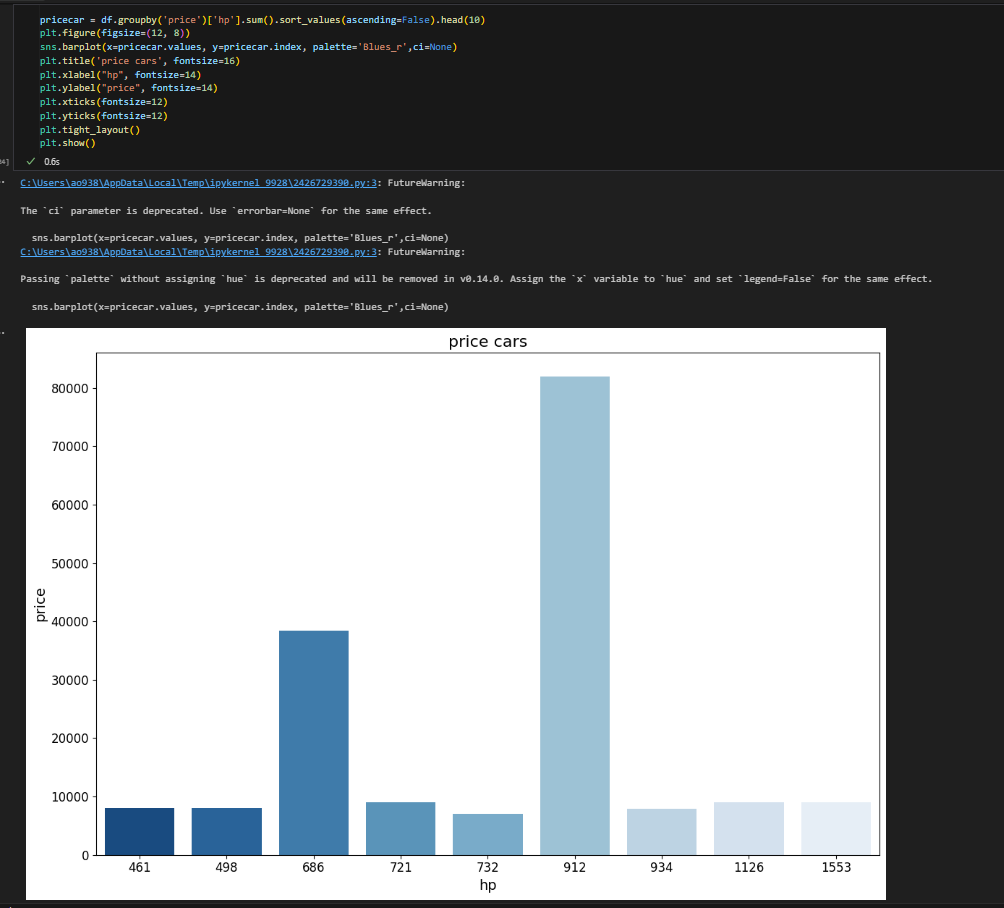 pricecar = df.groupby('price')['hp'].sum().sort_values(ascending=False).head(10)
plt.figure(figsize=(12, 8))
sns.barplot(x=pricecar.values, y=pricecar.index, palette='Blues_r',ci=None)
plt.title('price cars', fontsize=16)
plt.xlabel("hp", fontsize=14)
plt.ylabel("price", fontsize=14)
plt.xticks(fontsize=12)
plt.yticks(fontsize=12)
plt.tight_layout()
plt.show()
0.6s
C:\Users\ao938\AppData\Local\Temp\ipykernel_9928\2426729390.py:3: FutureWarning:
The `ci` parameter is deprecated. Use `errorbar=None` for the same effect.
sns.barplot(x=pricecar.values, y=pricecar.index, palette='Blues_r',ci=None)
C:\Users\ao938\AppData\Local\Temp\ipykernel_9928\2426729390.py:3: FutureWarning:
Passing `palette` without assigning `hue` is deprecated and will be removed in v0.14.0. Assign the `x` variable to `hue` and set `legend=False` for the same effect.
sns.barplot(x=pricecar.values, y=pricecar.index, palette='Blues_r',ci=None)
price cars
80000
70000
60000
50000
40000
30000
20000
10000
0
price
461 498 686 721 732 912 934 1126 1553
hp